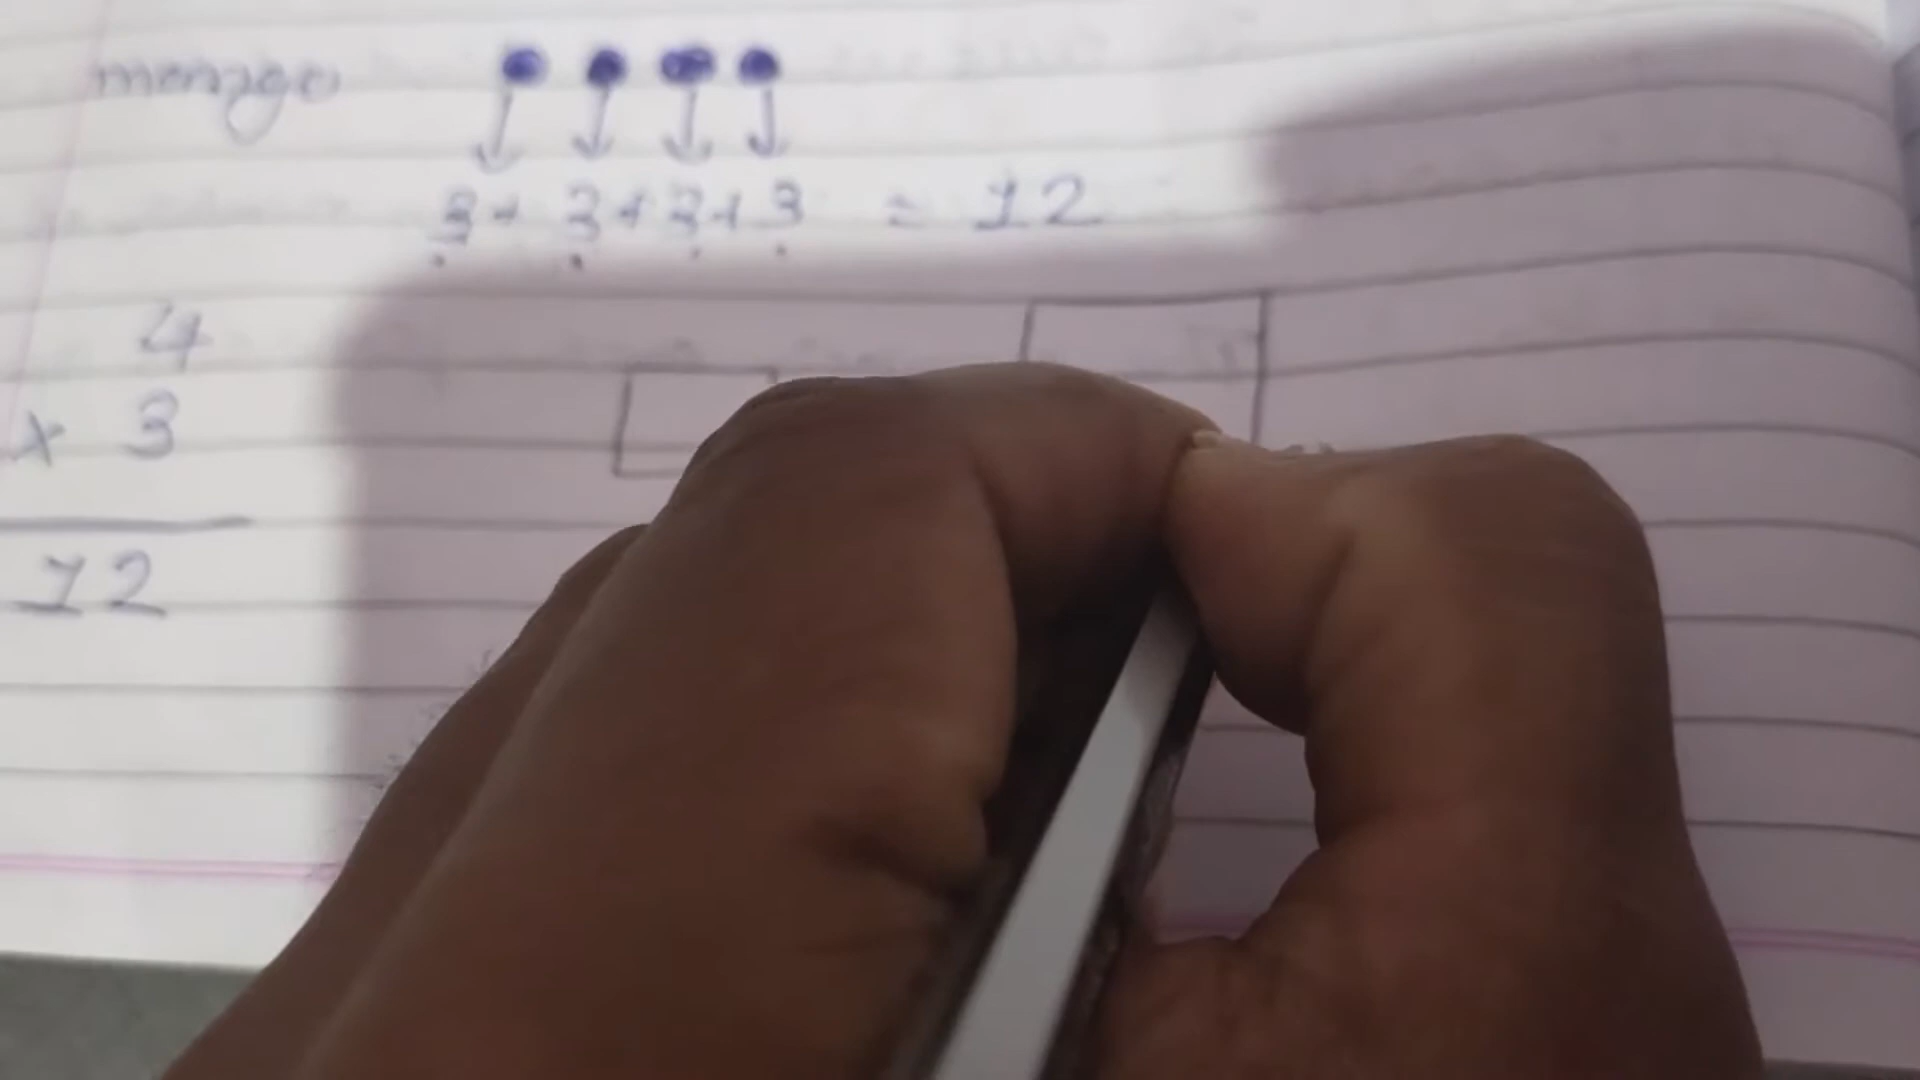 mango
3 + 3 + 3 + 3 = 12
4
x 3
12